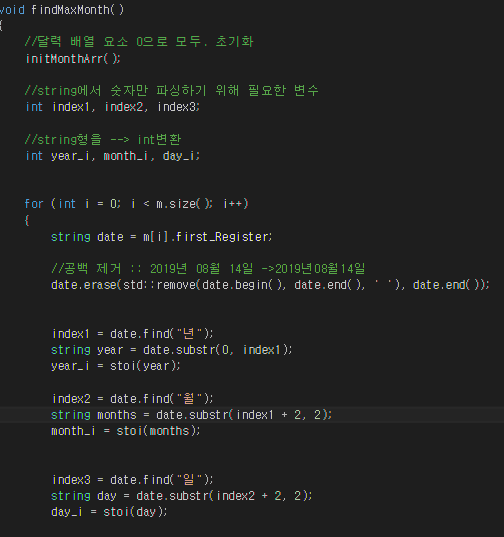 void findMaxMonth()
{
//달력 배열 요소 0으로 모두. 초기화
initMonthArr();
//string에서 숫자만 파싱하기 위해 필요한 변수
int index1, index2, index3;
//string형을 --> int변환
int year_i, month_i, day_i;
for (int i = 0; i < m.size(); i++)
{
string date = m[i].first_Register;
//공백 제거 :: 2019년 08월 14일 ->2019년08월14일
date.erase(std::remove(date.begin(), date.end(), ' '), date.end());
index1 = date.find("년");
string year = date.substr(0, index1);
year_i = stoi(year);
index2 = date.find("월");
string months = date.substr(index1 + 2, 2);
month_i = stoi(months);
index3 = date.find("일");
string day = date.substr(index2 + 2, 2);
day_i = stoi(day);